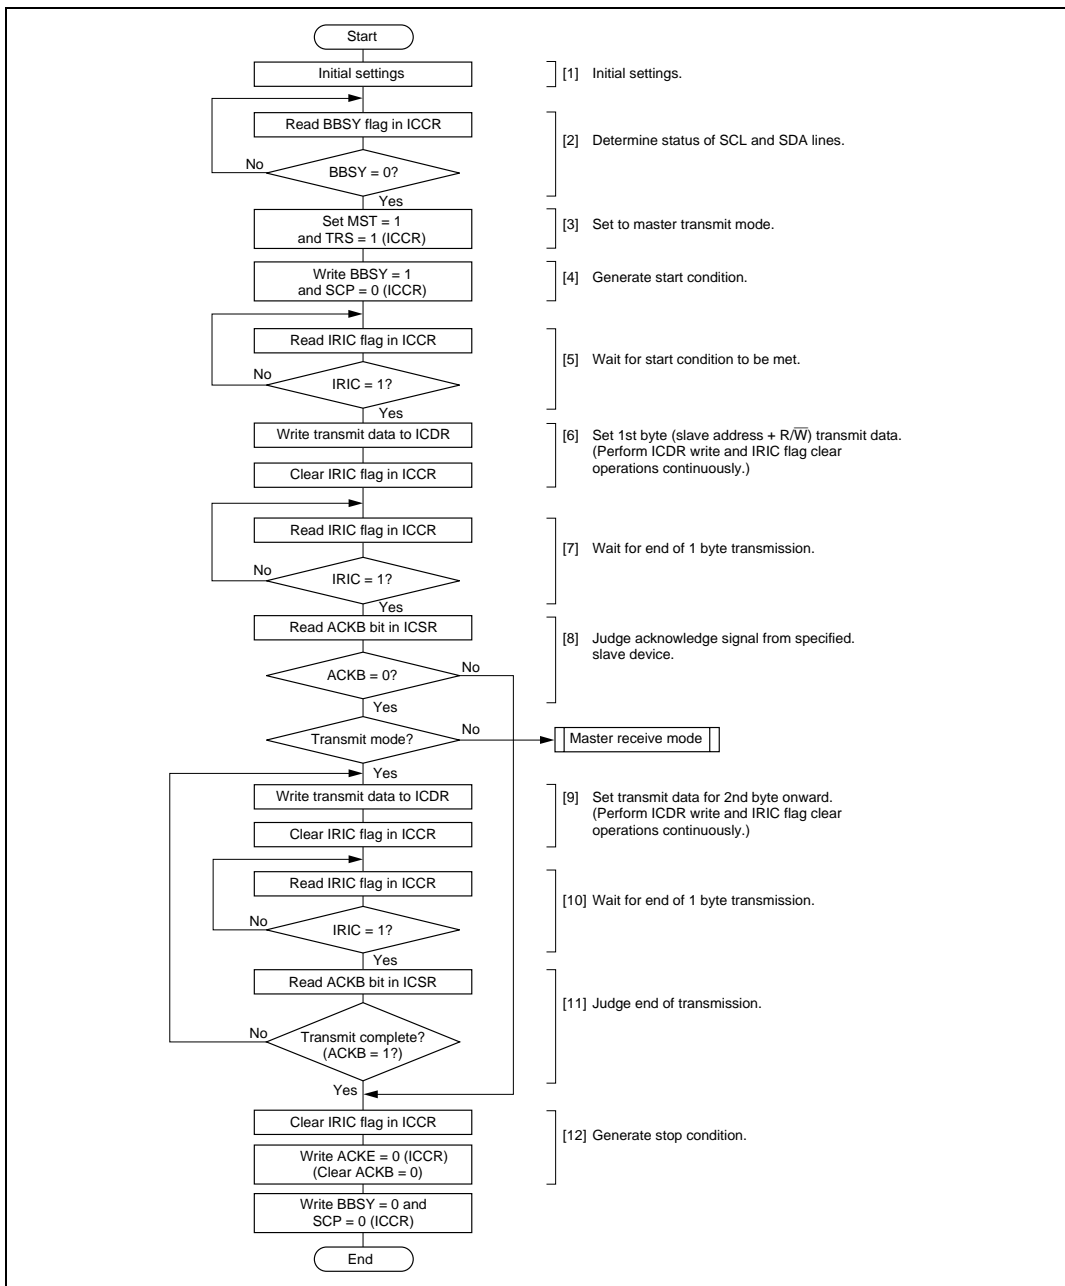 Start
Initial settings
[1] Initial settings.
Read BBSY flag in ICCR
[2] Determine status of SCL and SDA lines.
No
BBSY = 0?
Yes
Set MST = 1
and TRS = 1 (ICCR)
[3] Set to master transmit mode.
Write BBSY = 1
and SCP = 0 (ICCR)
[4] Generate start condition.
Read IRIC flag in ICCR
[5] Wait for start condition to be met.
No
IRIC = 1?
Yes
Write transmit data to ICDR
[6] Set 1st byte (slave address + R/W̅) transmit data.
(Perform ICDR write and IRIC flag clear
operations continuously.)
Clear IRIC flag in ICCR
Read IRIC flag in ICCR
[7] Wait for end of 1 byte transmission.
No
IRIC = 1?
Yes
Read ACKB bit in ICSR
[8] Judge acknowledge signal from specified.
slave device.
No
ACKB = 0?
Yes
No
Transmit mode?
Master receive mode
Yes
Write transmit data to ICDR
[9] Set transmit data for 2nd byte onward.
(Perform ICDR write and IRIC flag clear
operations continuously.)
Clear IRIC flag in ICCR
Read IRIC flag in ICCR
[10] Wait for end of 1 byte transmission.
No
IRIC = 1?
Yes
Read ACKB bit in ICSR
[11] Judge end of transmission.
No
Transmit complete?
(ACKB = 1?)
Yes
Clear IRIC flag in ICCR
[12] Generate stop condition.
Write ACKE = 0 (ICCR)
(Clear ACKB = 0)
Write BBSY = 0 and
SCP = 0 (ICCR)
End